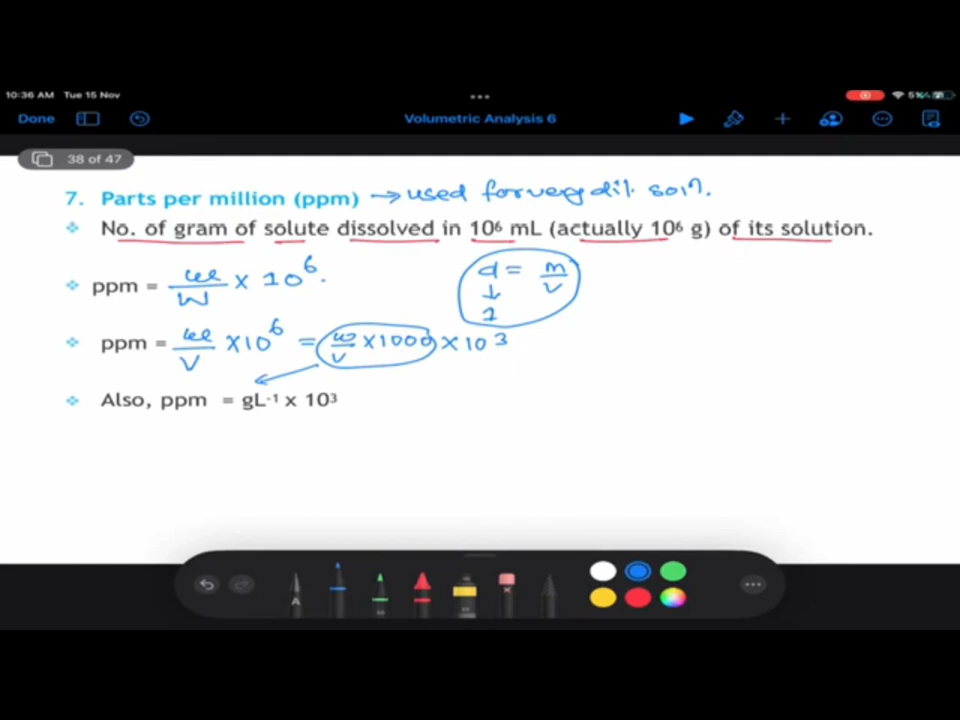 10:36 AM Tue 15 Nov
5%
Done
Volumetric Analysis 6
38 of 47
7. Parts per million (ppm) → used for very dil. soln.
No. of gram of solute dissolved in 10⁶ mL (actually 10⁶ g) of its solution.
ppm = w/W × 10⁶.
d = m/V
↓
1
ppm = w/V × 10⁶ = w/V × 1000 × 10³
Also, ppm = gL⁻¹ x 10³
A